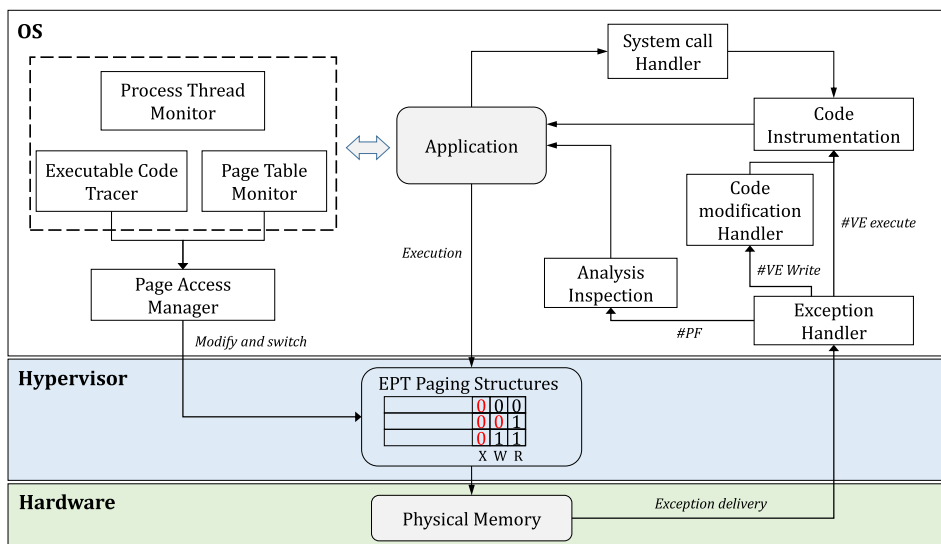 OS
Process Thread
Monitor
Executable Code
Tracer
Page Table
Monitor
Page Access
Manager
Modify and switch
Application
Execution
System call
Handler
Code
Instrumentation
Code
modification
Handler
#VE execute
#VE Write
Analysis
Inspection
#PF
Exception
Handler
Hypervisor
EPT Paging Structures
0 0 0
0 0 1
0 1 1
X W R
Hardware
Physical Memory
Exception delivery